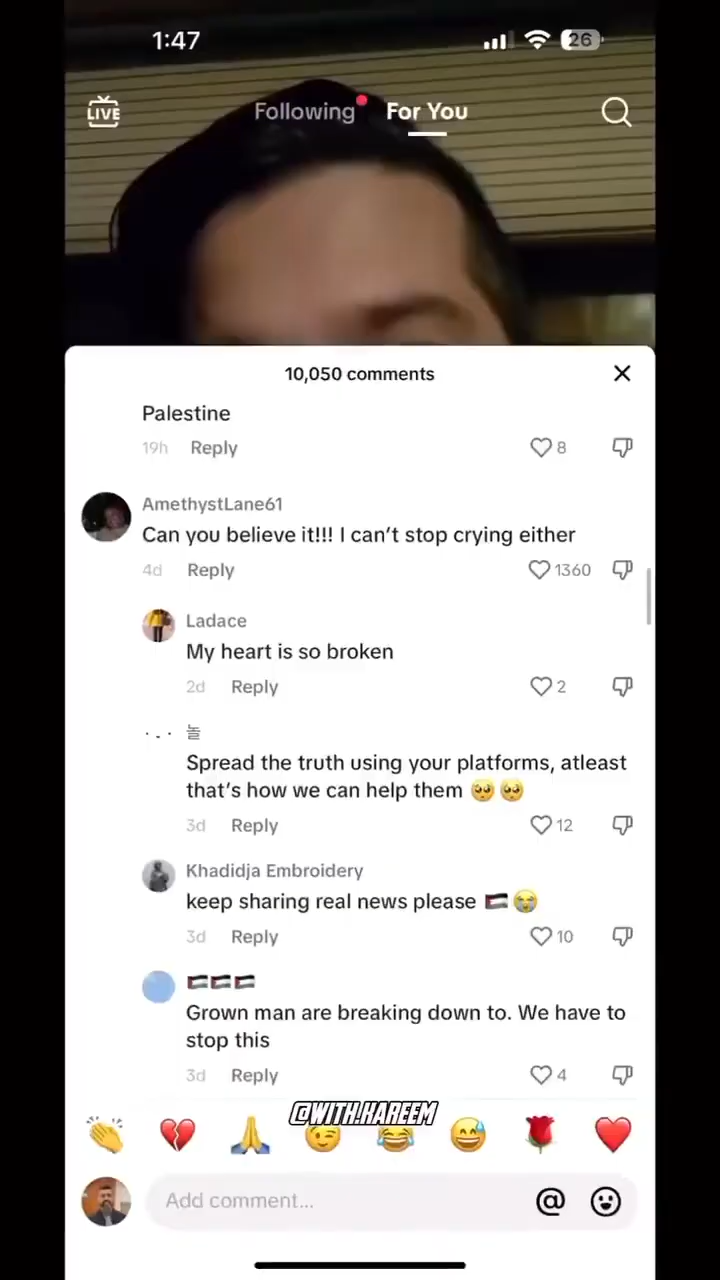 1:47
26
LIVE
Following
For You
10,050 comments
Palestine
19h Reply 8
AmethystLane61
Can you believe it!!! I can't stop crying either
4d Reply 1360
Ladace
My heart is so broken
2d Reply 2
놀
Spread the truth using your platforms, atleast
that's how we can help them 🥺🥺
3d Reply 12
Khadidja Embroidery
keep sharing real news please 🇵🇸😭
3d Reply 10
🇵🇸🇵🇸🇵🇸
Grown man are breaking down to. We have to
stop this
3d Reply 4
@WITH.KAREEM
Add comment...
@